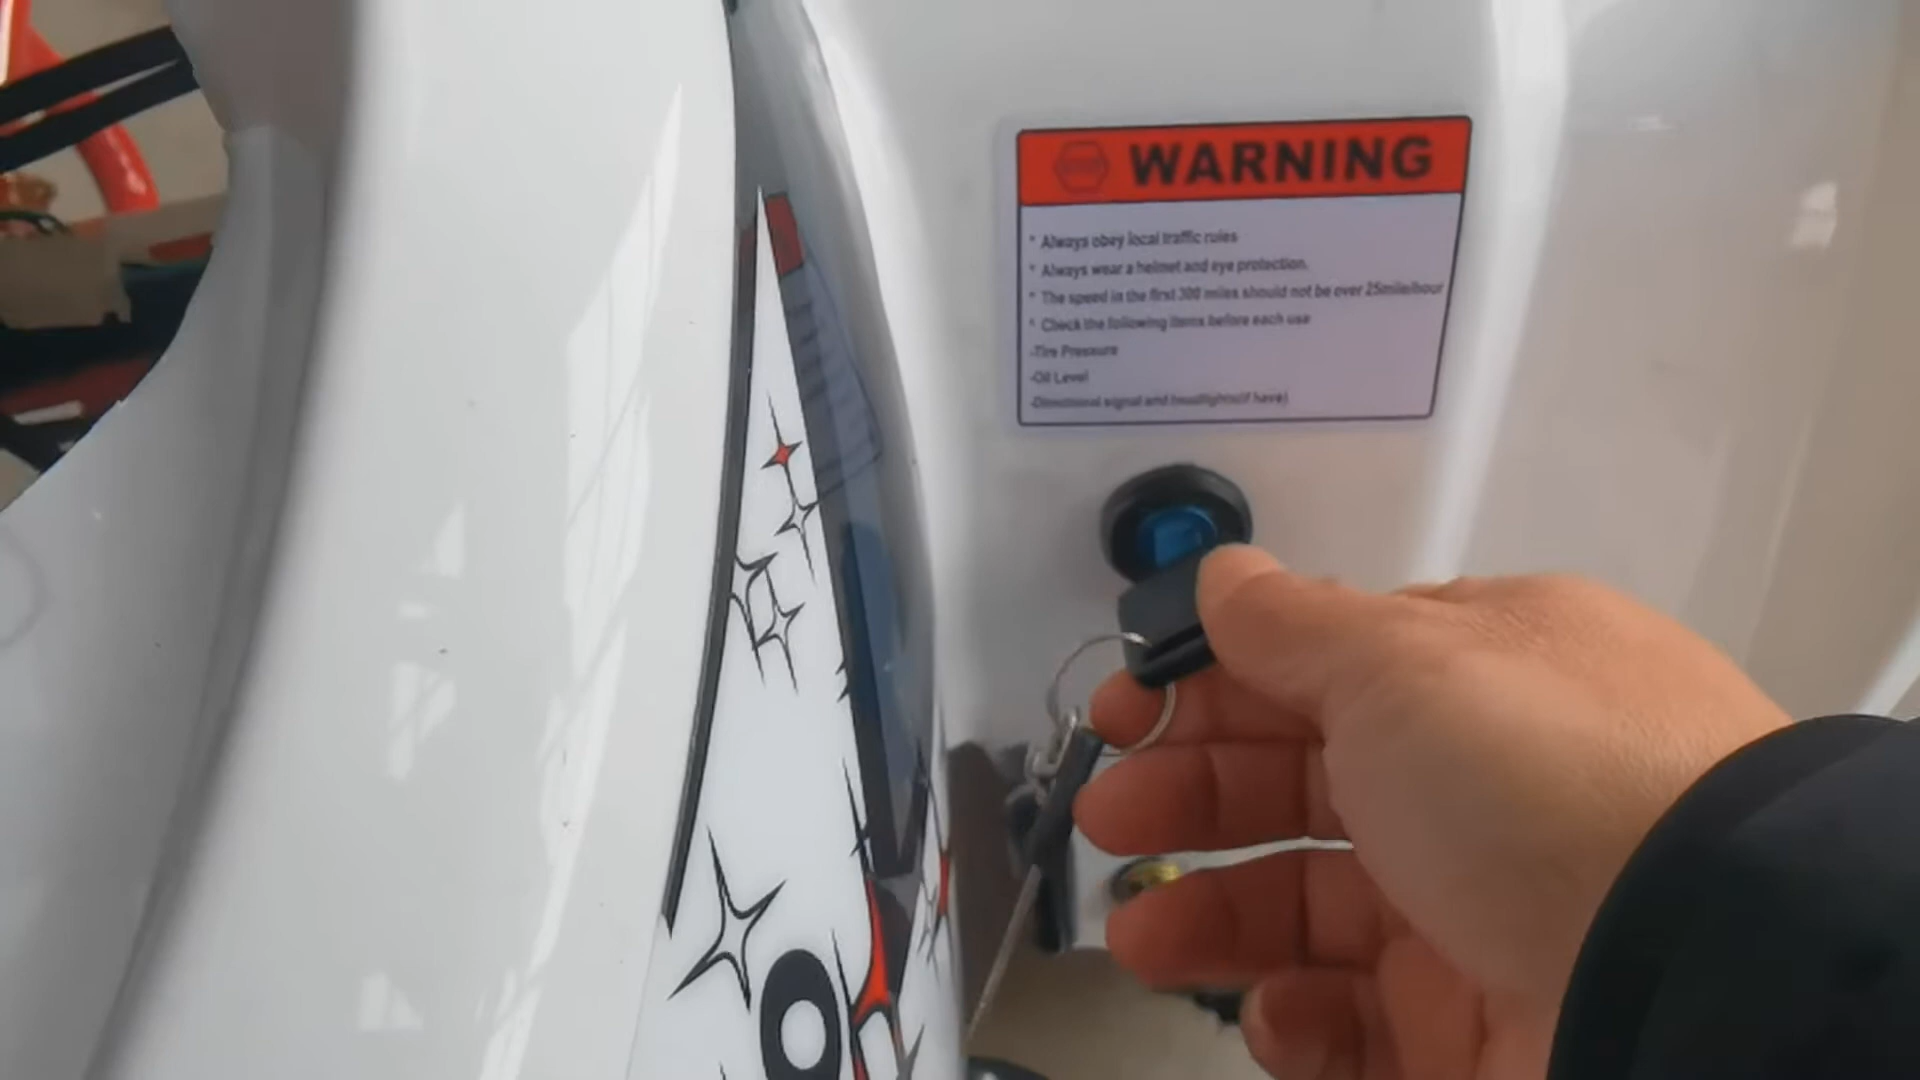 WARNING
* Always obey local traffic rules
* Always wear a helmet and eye protection.
* The speed in the first 300 miles should not be over 25mile/hour
* Check the following items before each use
-Tire Pressure
-Oil Level
-Directional signal and headlights(if have)